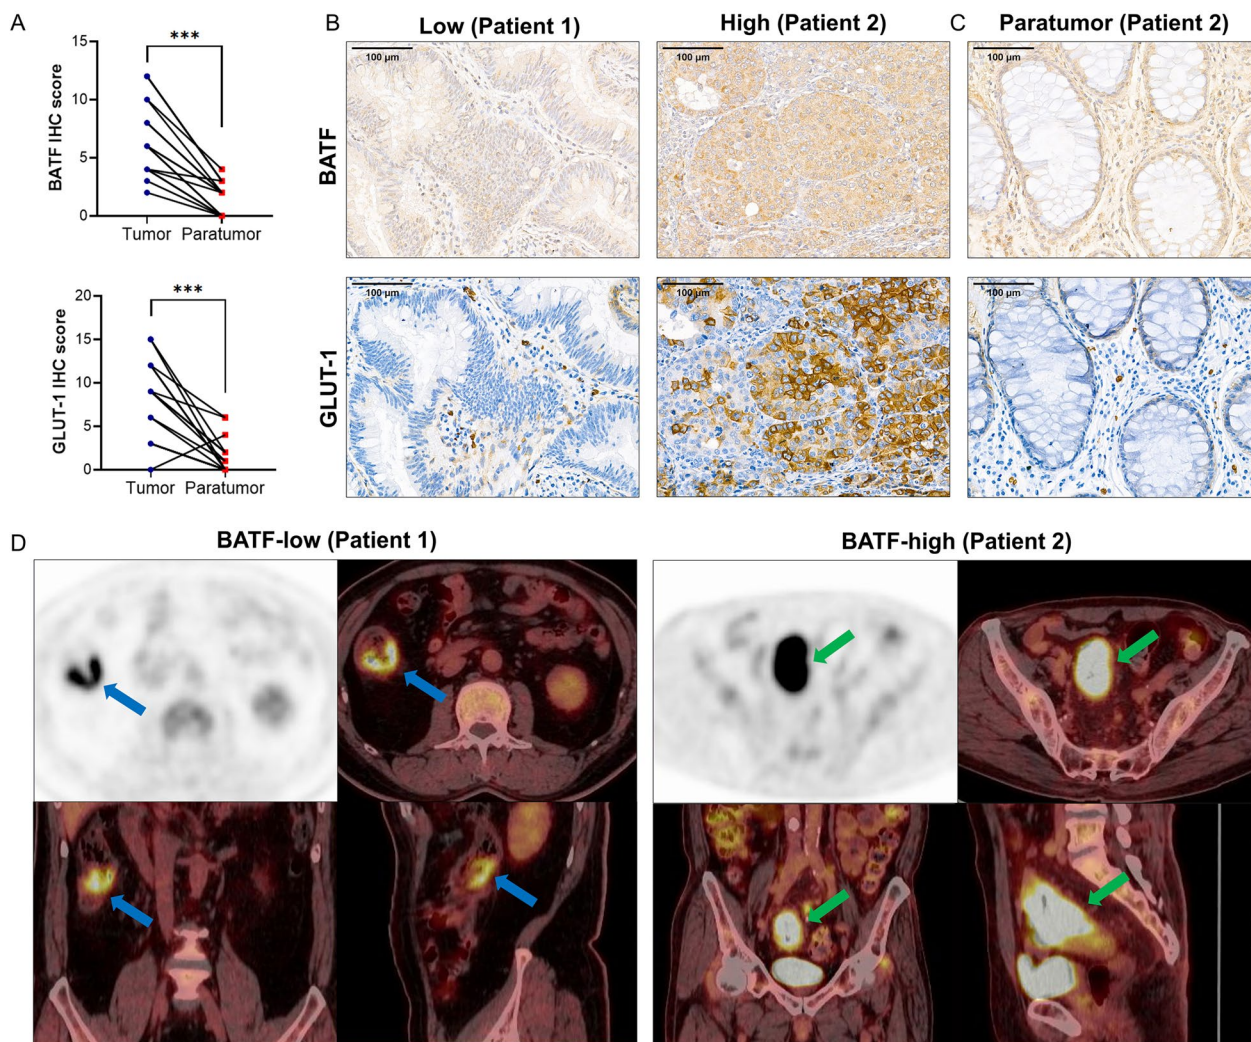 A
BATF IHC score
15
10
5
0
***
Tumor Paratumor
GLUT-1 IHC score
20
15
10
5
0
***
Tumor Paratumor
B
Low (Patient 1)
High (Patient 2)
C
Paratumor (Patient 2)
BATF
100 μm
100 μm
100 μm
GLUT-1
100 μm
100 μm
100 μm
D
BATF-low (Patient 1)
BATF-high (Patient 2)